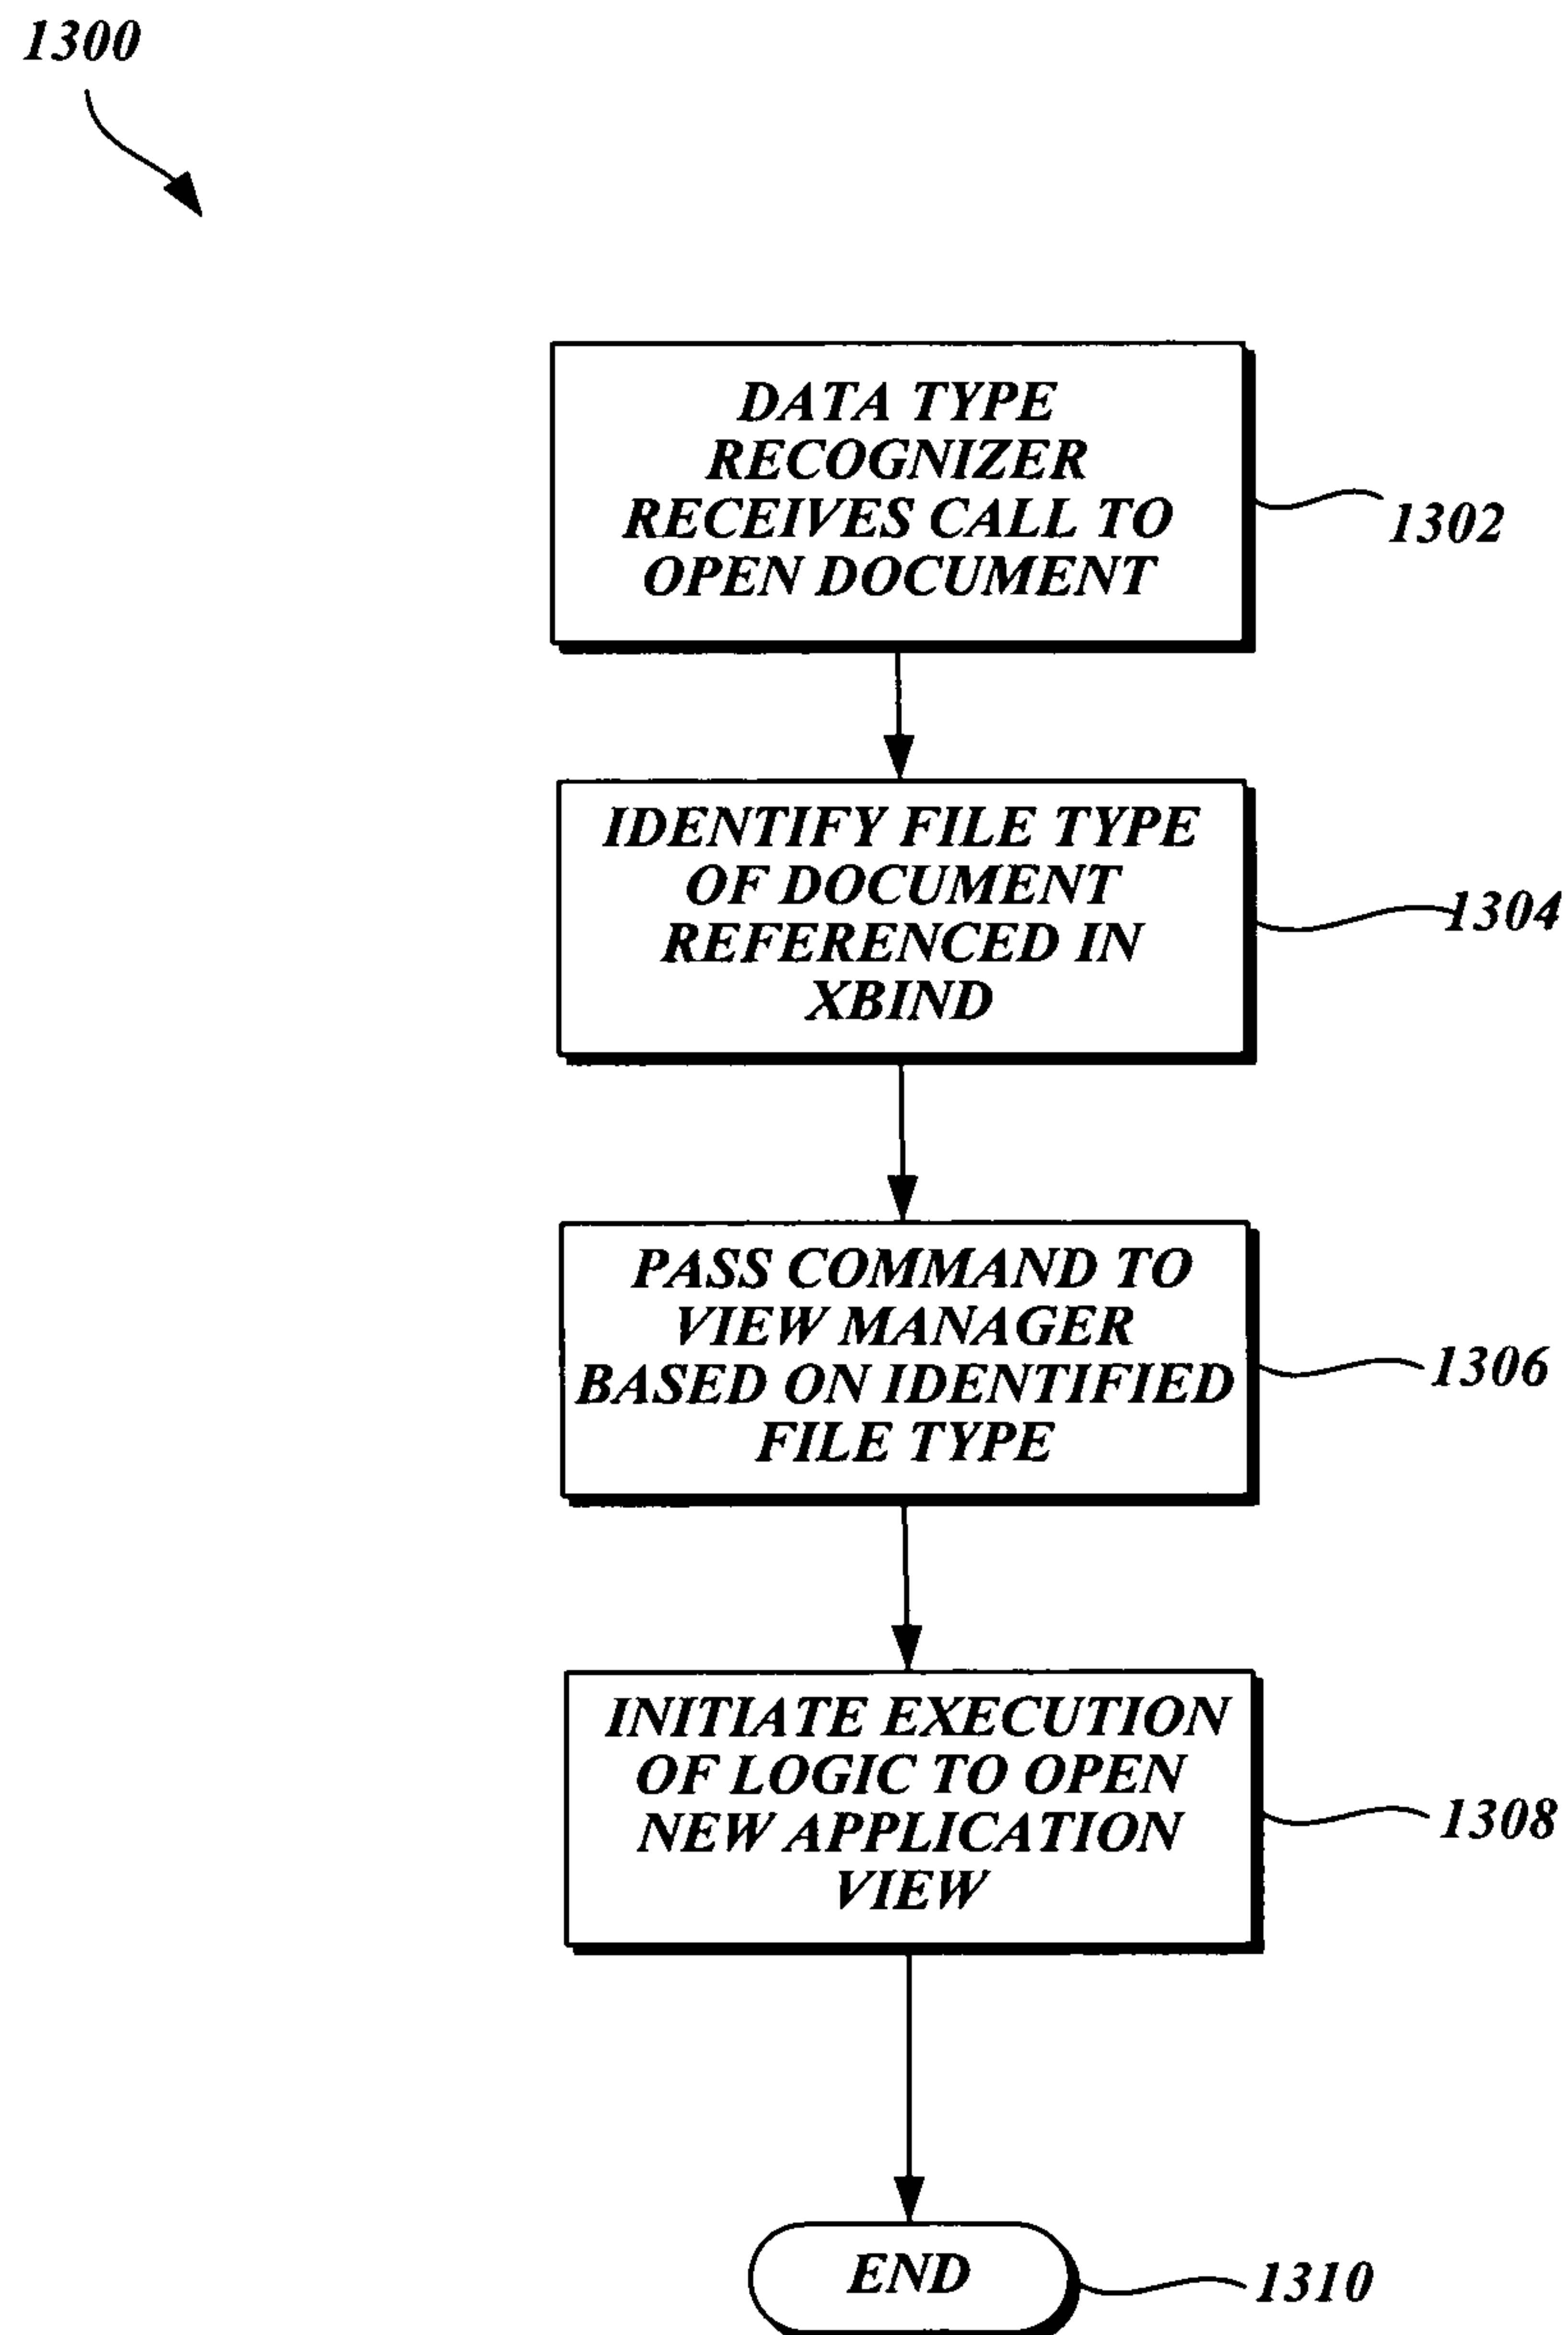 1300
DATA TYPE
RECOGNIZER
RECEIVES CALL TO
OPEN DOCUMENT
1302
IDENTIFY FILE TYPE
OF DOCUMENT
REFERENCED IN
XBIND
1304
PASS COMMAND TO
VIEW MANAGER
BASED ON IDENTIFIED
FILE TYPE
1306
INITIATE EXECUTION
OF LOGIC TO OPEN
NEW APPLICATION
VIEW
1308
END
1310